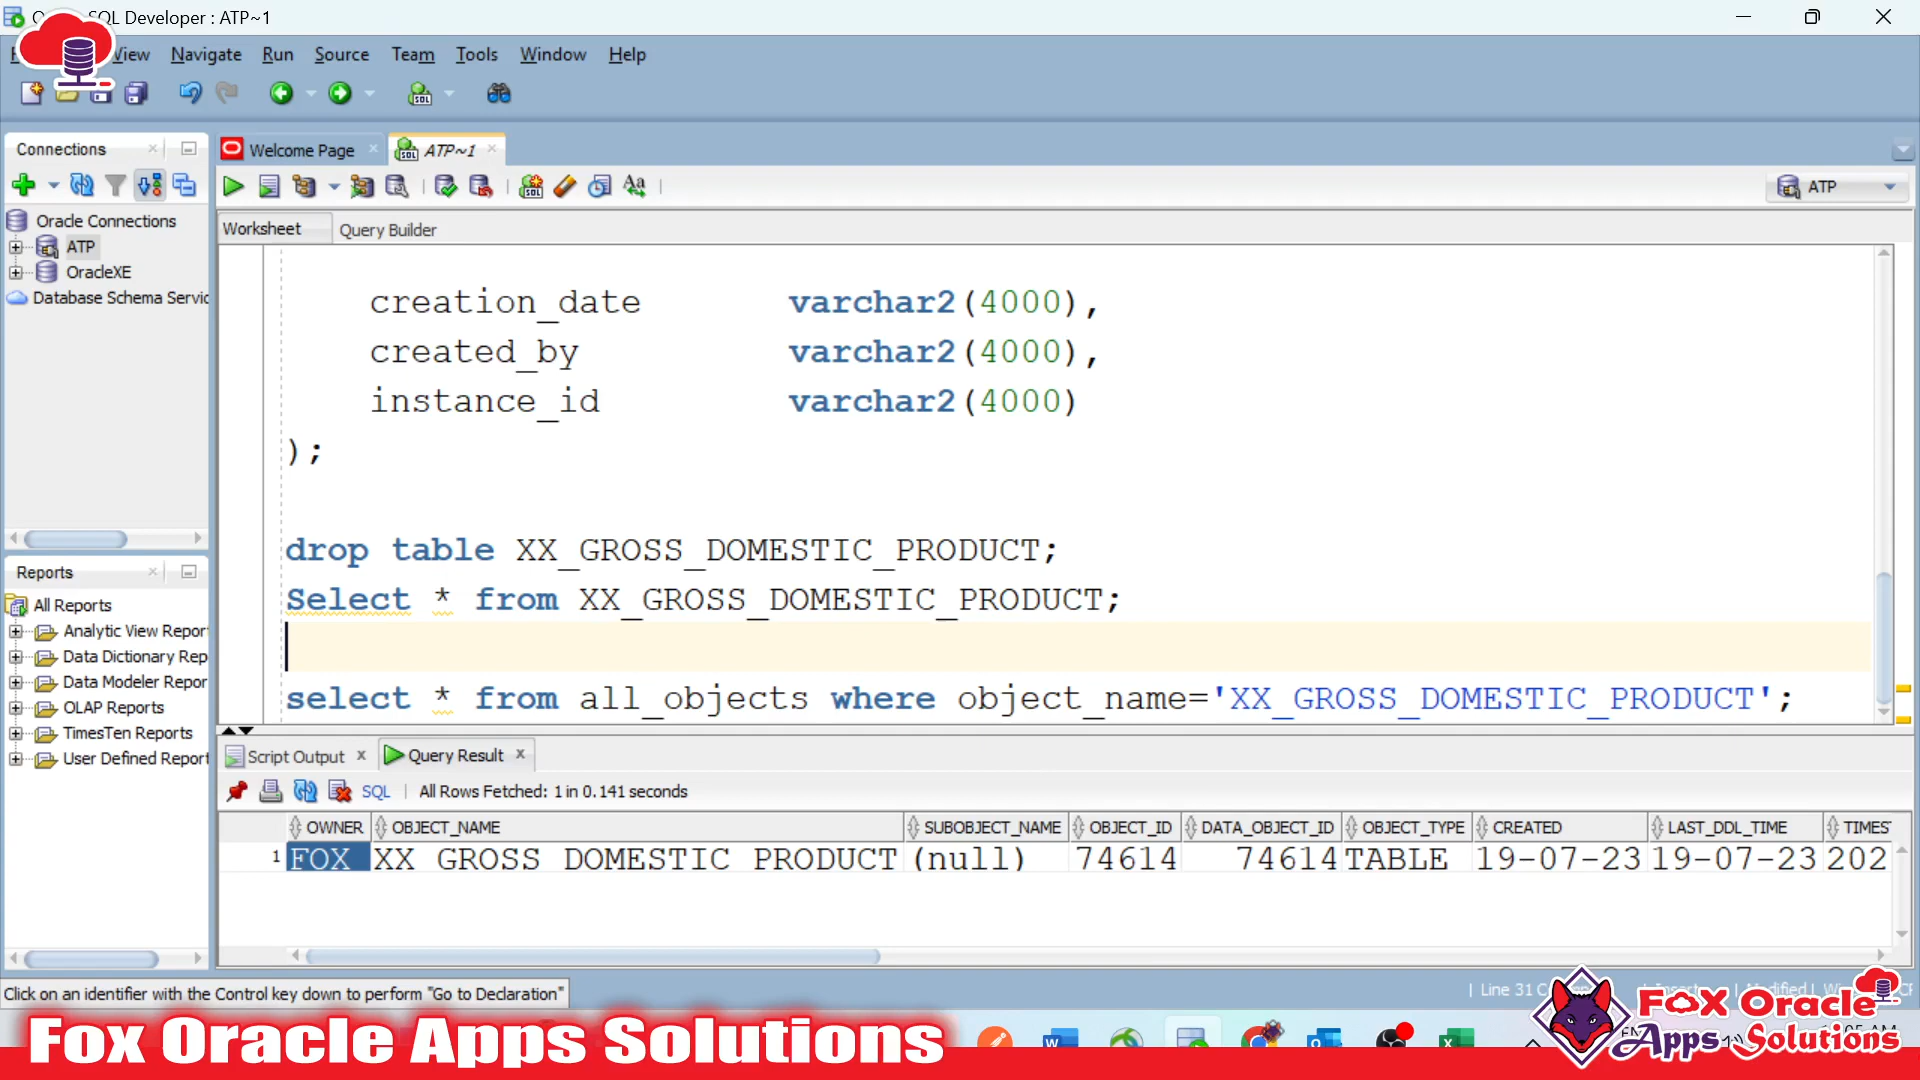 SQL Developer : ATP~1
View Navigate Run Source Team Tools Window Help
Connections
Welcome Page
ATP~1
ATP
Oracle Connections
ATP
OracleXE
Database Schema Servic
Worksheet
Query Builder
creation_date varchar2(4000),
created_by varchar2(4000),
instance_id varchar2(4000)
);
drop table XX_GROSS_DOMESTIC_PRODUCT;
Select * from XX_GROSS_DOMESTIC_PRODUCT;
select * from all_objects where object_name='XX_GROSS_DOMESTIC_PRODUCT';
Reports
All Reports
Analytic View Repor
Data Dictionary Rep
Data Modeler Repor
OLAP Reports
TimesTen Reports
User Defined Report
Script Output
Query Result
SQL
All Rows Fetched: 1 in 0.141 seconds
OWNER OBJECT_NAME SUBOBJECT_NAME OBJECT_ID DATA_OBJECT_ID OBJECT_TYPE CREATED LAST_DDL_TIME TIMES
1 FOX XX_GROSS_DOMESTIC_PRODUCT (null) 74614 74614 TABLE 19-07-23 19-07-23 202
Click on an identifier with the Control key down to perform "Go to Declaration"
Line 31
Fox Oracle Apps Solutions
FOX Oracle
Apps Solutions